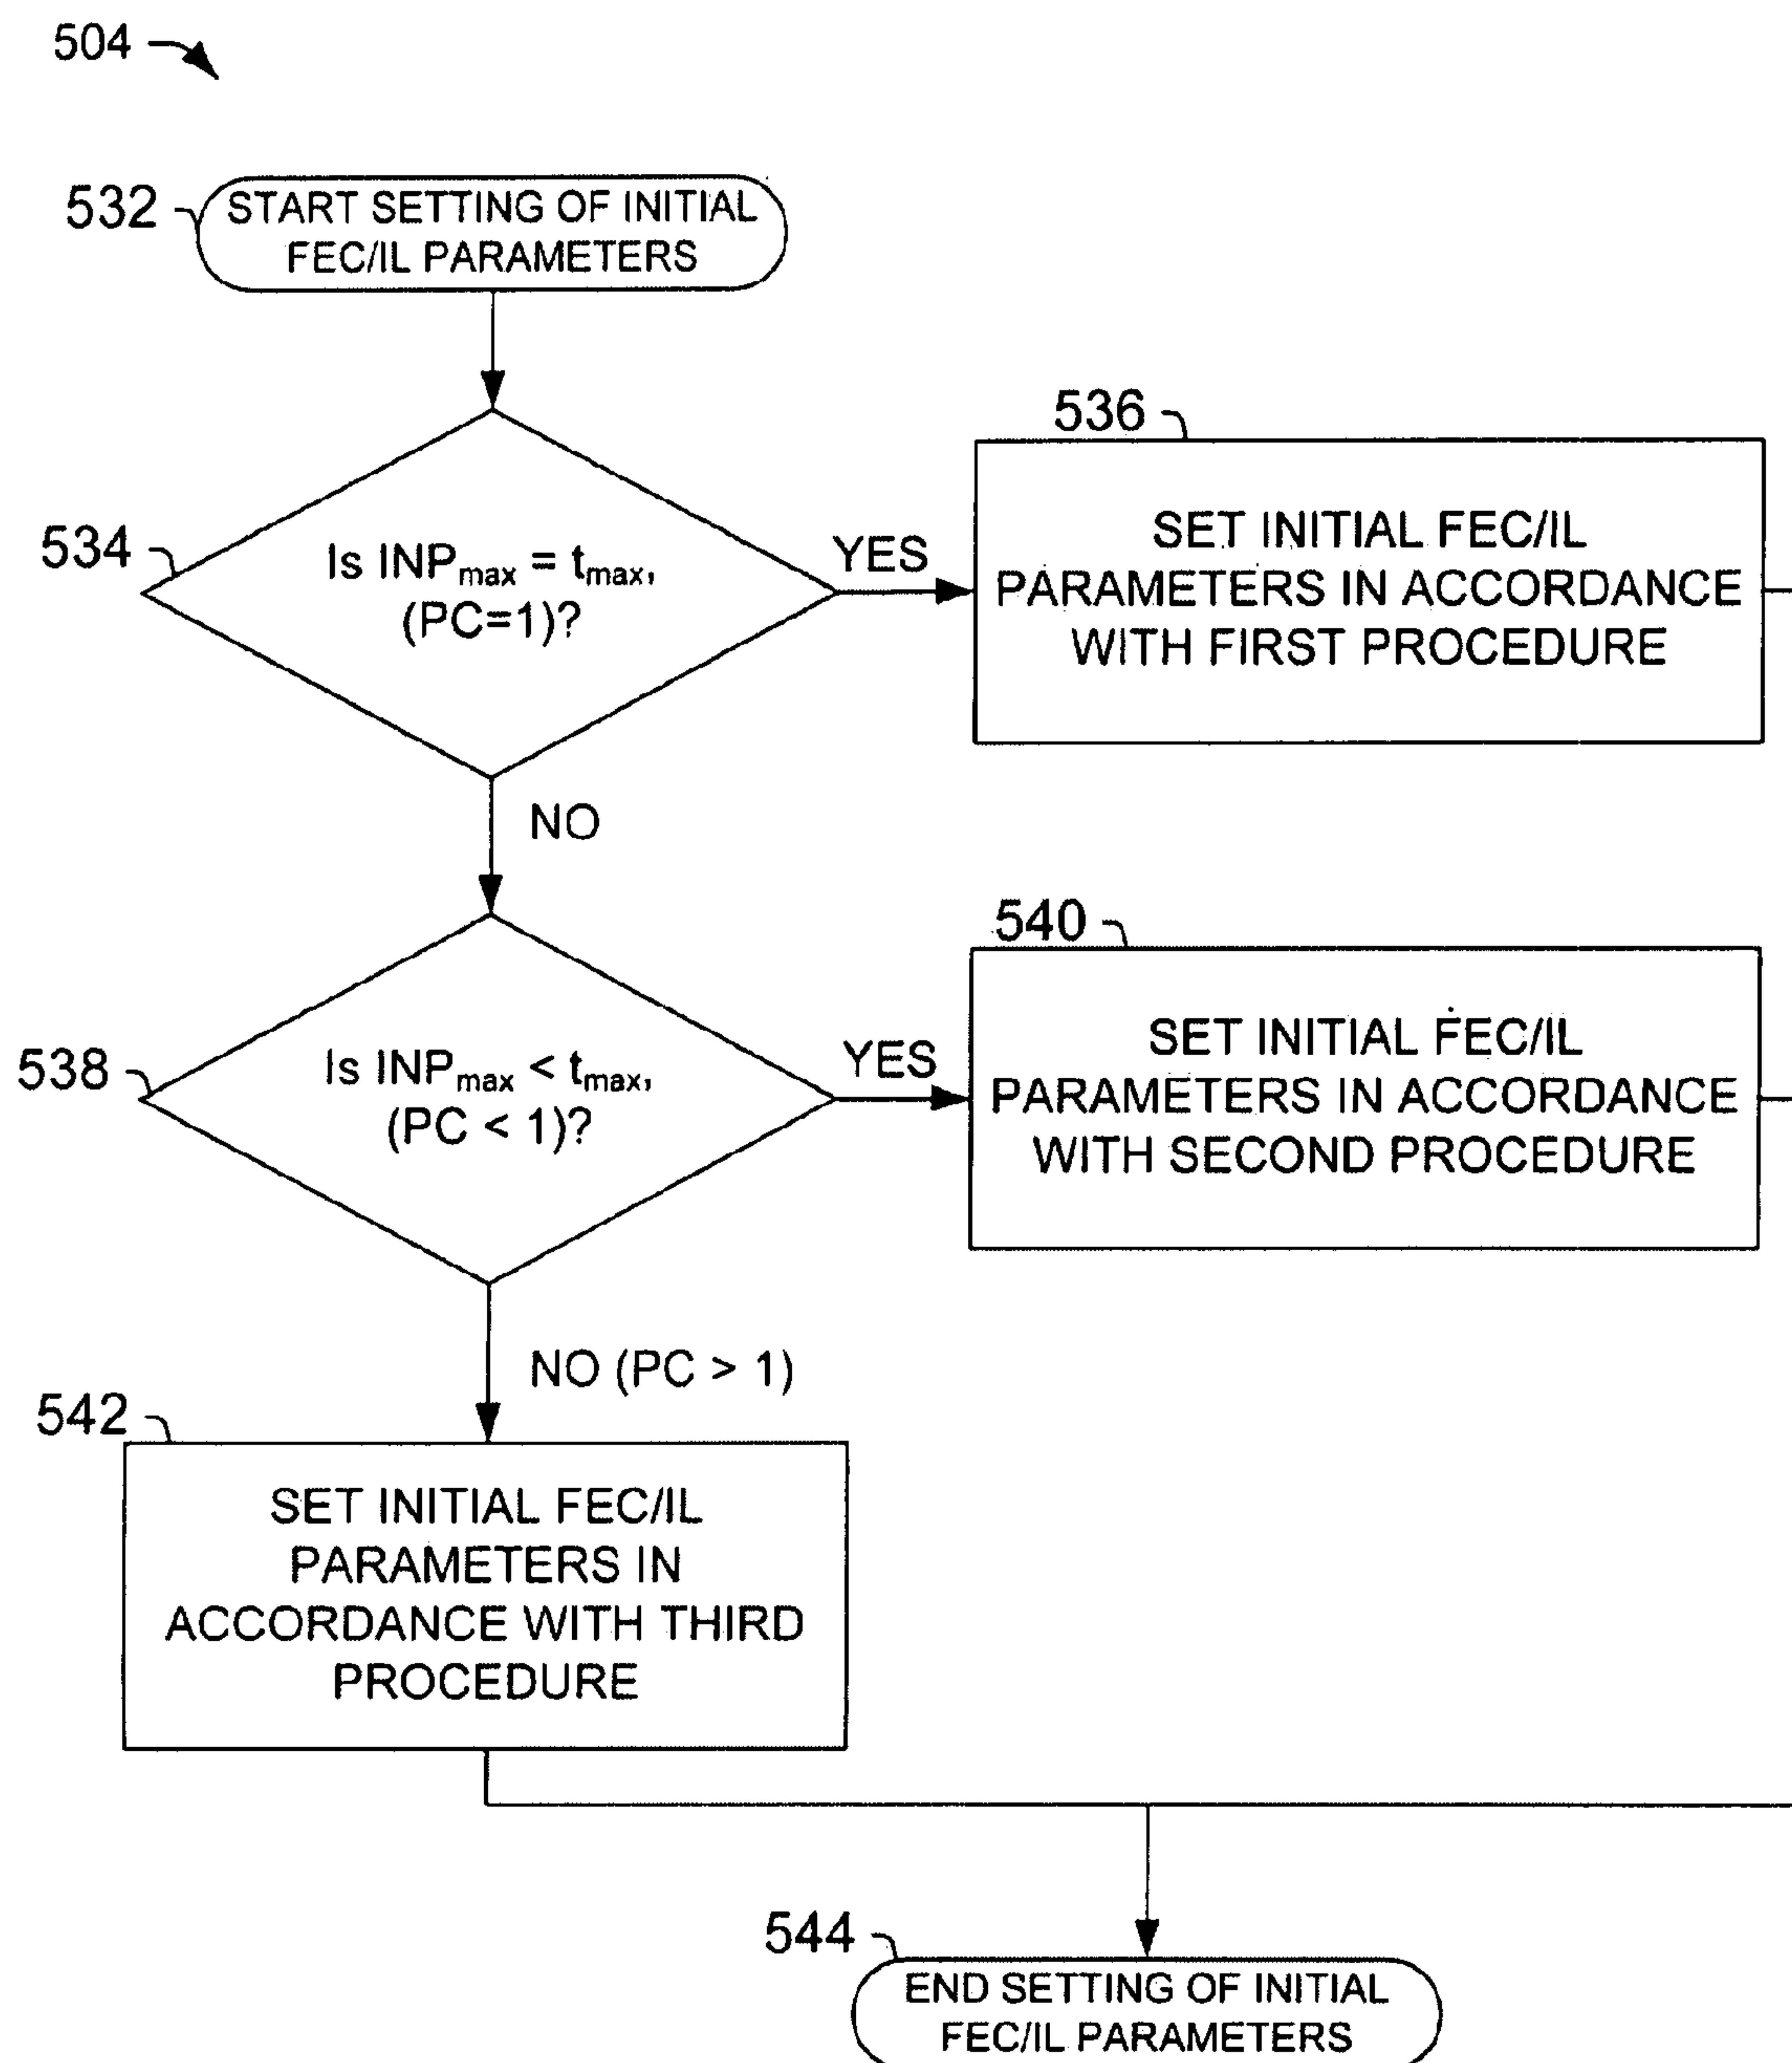 504
532
START SETTING OF INITIAL
FEC/IL PARAMETERS
534
Is INPmax = tmax,
(PC=1)?
YES
536
SET INITIAL FEC/IL
PARAMETERS IN ACCORDANCE
WITH FIRST PROCEDURE
NO
538
Is INPmax < tmax,
(PC < 1)?
YES
540
SET INITIAL FEC/IL
PARAMETERS IN ACCORDANCE
WITH SECOND PROCEDURE
NO (PC > 1)
542
SET INITIAL FEC/IL
PARAMETERS IN
ACCORDANCE WITH THIRD
PROCEDURE
544
END SETTING OF INITIAL
FEC/IL PARAMETERS